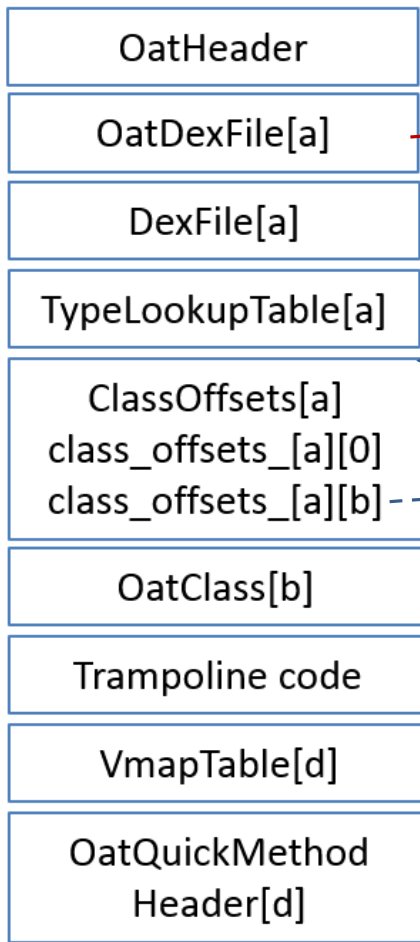 OatHeader
OatDexFile[a]
DexFile[a]
TypeLookupTable[a]
ClassOffsets[a]
class_offsets_[a][0]
class_offsets_[a][b]
OatClass[b]
Trampoline code
VmapTable[d]
OatQuickMethod
Header[d]